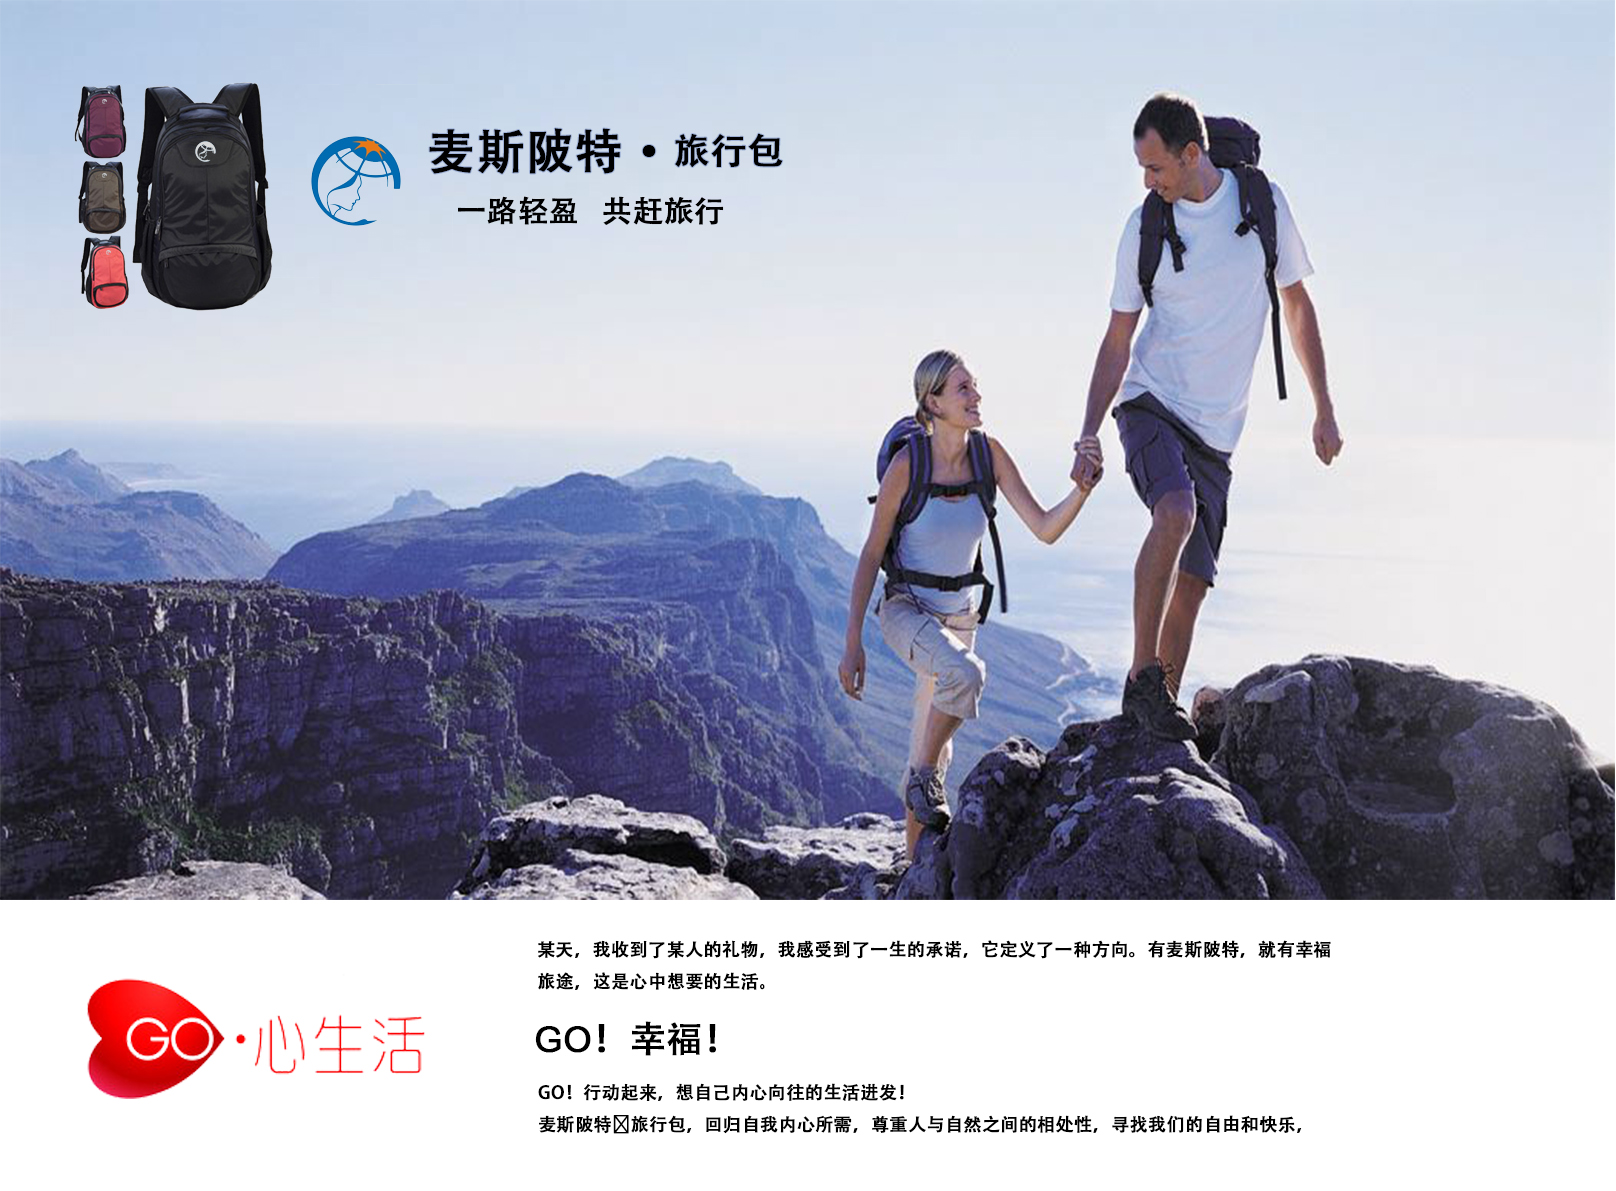 麦斯陂特·旅行包
一路轻盈 共赶旅行
某天，我收到了某人的礼物，我感受到了一生的承诺，它定义了一种方向。有麦斯陂特，就有幸福
旅途，这是心中想要的生活。
GO·心生活
GO！幸福！
GO！行动起来，想自己内心向往的生活进发！
麦斯陂特☒旅行包，回归自我内心所需，尊重人与自然之间的相处性，寻找我们的自由和快乐，